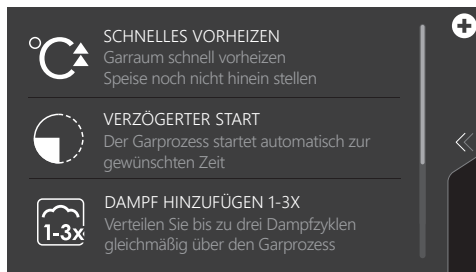 °C
SCHNELLES VORHEIZEN
Garraum schnell vorheizen
Speise noch nicht hinein stellen
VERZÖGERTER START
Der Garprozess startet automatisch zur
gewünschten Zeit
1-3x
DAMPF HINZUFÜGEN 1-3X
Verteilen Sie bis zu drei Dampfzyklen
gleichmäßig über den Garprozess